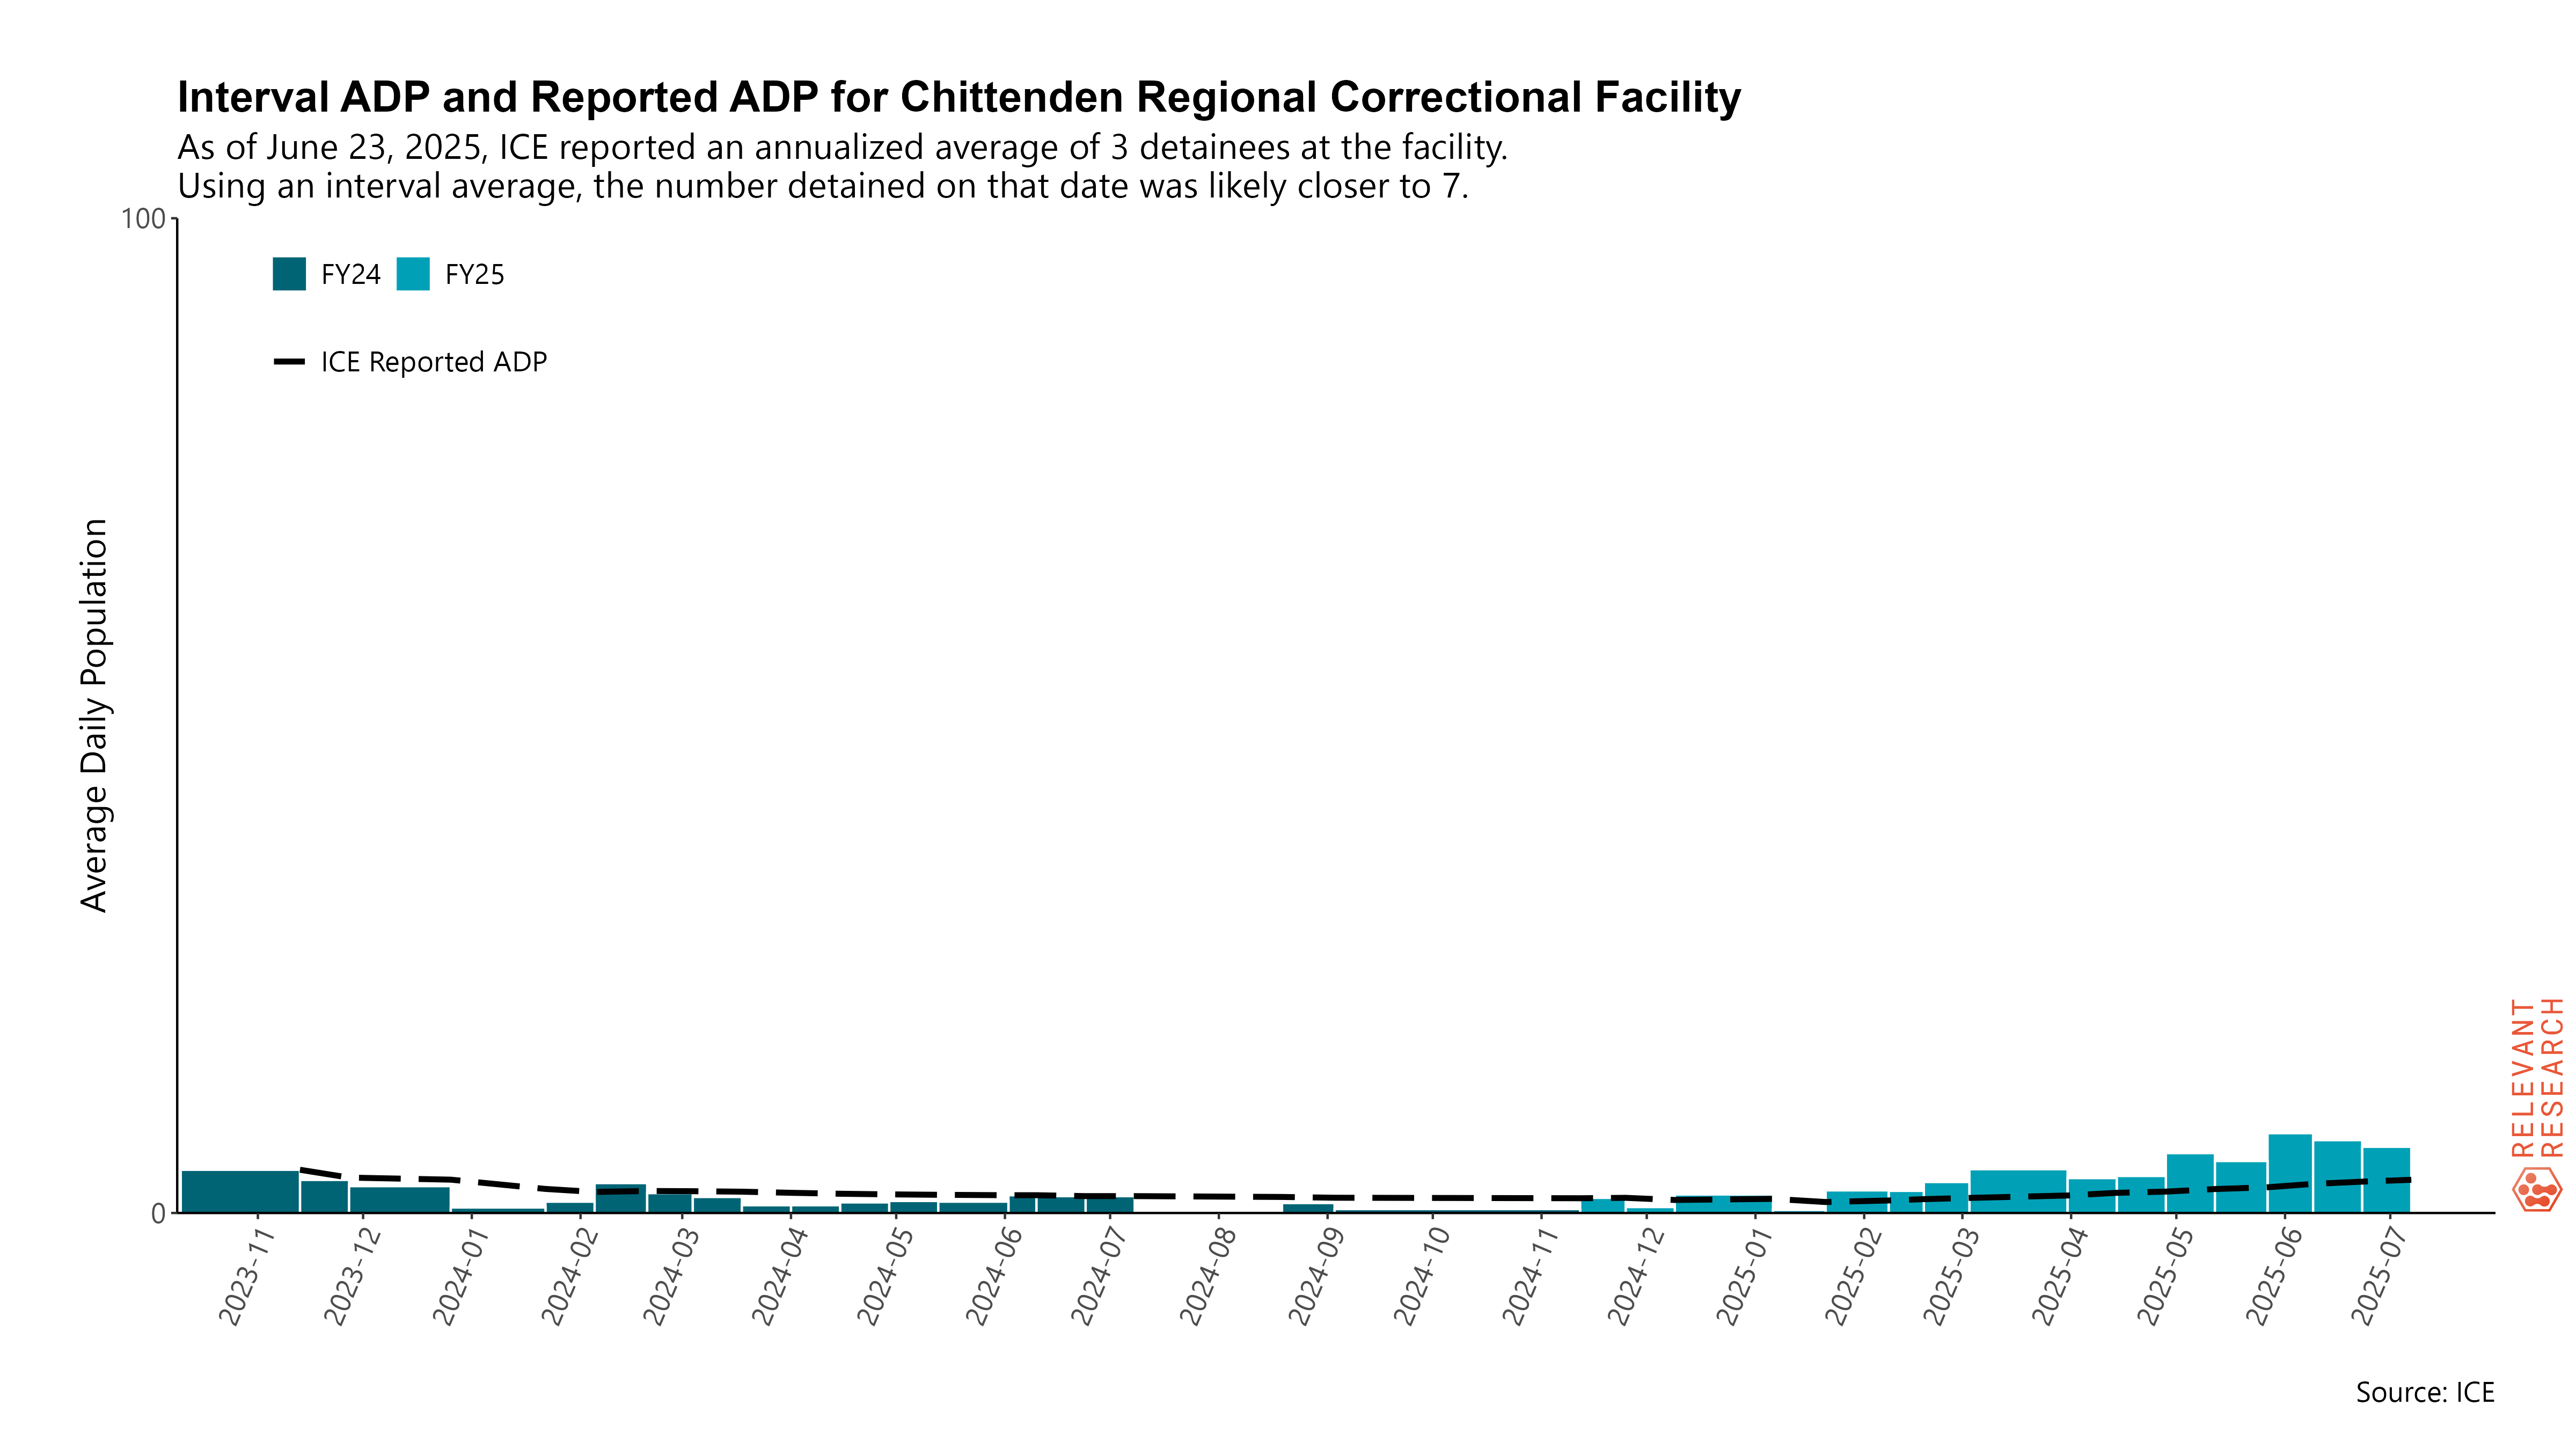 Interval ADP and Reported ADP for Chittenden Regional Correctional Facility
As of June 23, 2025, ICE reported an annualized average of 3 detainees at the facility.
Using an interval average, the number detained on that date was likely closer to 7.
100
FY24 FY25
ICE Reported ADP
Average Daily Population
0
2023-11 2023-12 2024-01 2024-02 2024-03 2024-04 2024-05 2024-06 2024-07 2024-08 2024-09 2024-10 2024-11 2024-12 2025-01 2025-02 2025-03 2025-04 2025-05 2025-06 2025-07
RELEVANT
RESEARCH
Source: ICE